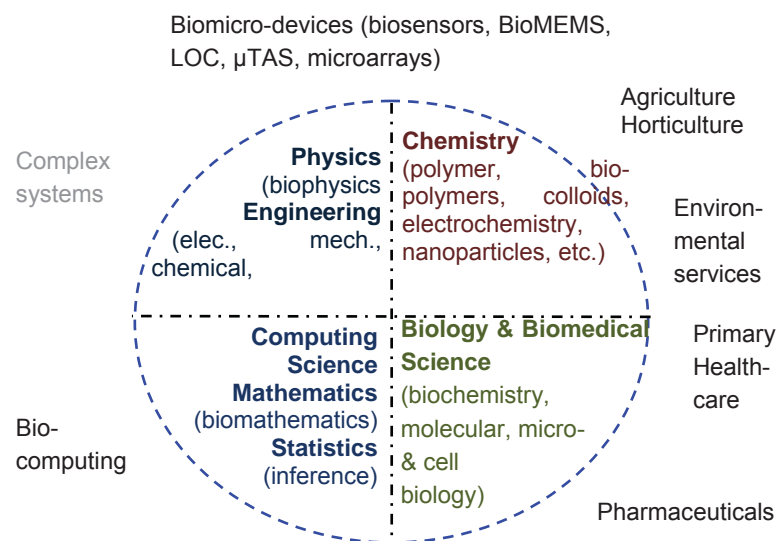 Biomicro-devices (biosensors, BioMEMS,
LOC, µTAS, microarrays)
Agriculture
Horticulture
Complex
systems
Physics
(biophysics
Engineering
(elec., mech.,
chemical,
Chemistry
(polymer, bio-
polymers, colloids,
electrochemistry,
nanoparticles, etc.)
Environ-
mental
services
Computing
Science
Mathematics
(biomathematics)
Statistics
(inference)
Biology & Biomedical
Science
(biochemistry,
molecular, micro-
& cell
biology)
Primary
Health-
care
Bio-
computing
Pharmaceuticals